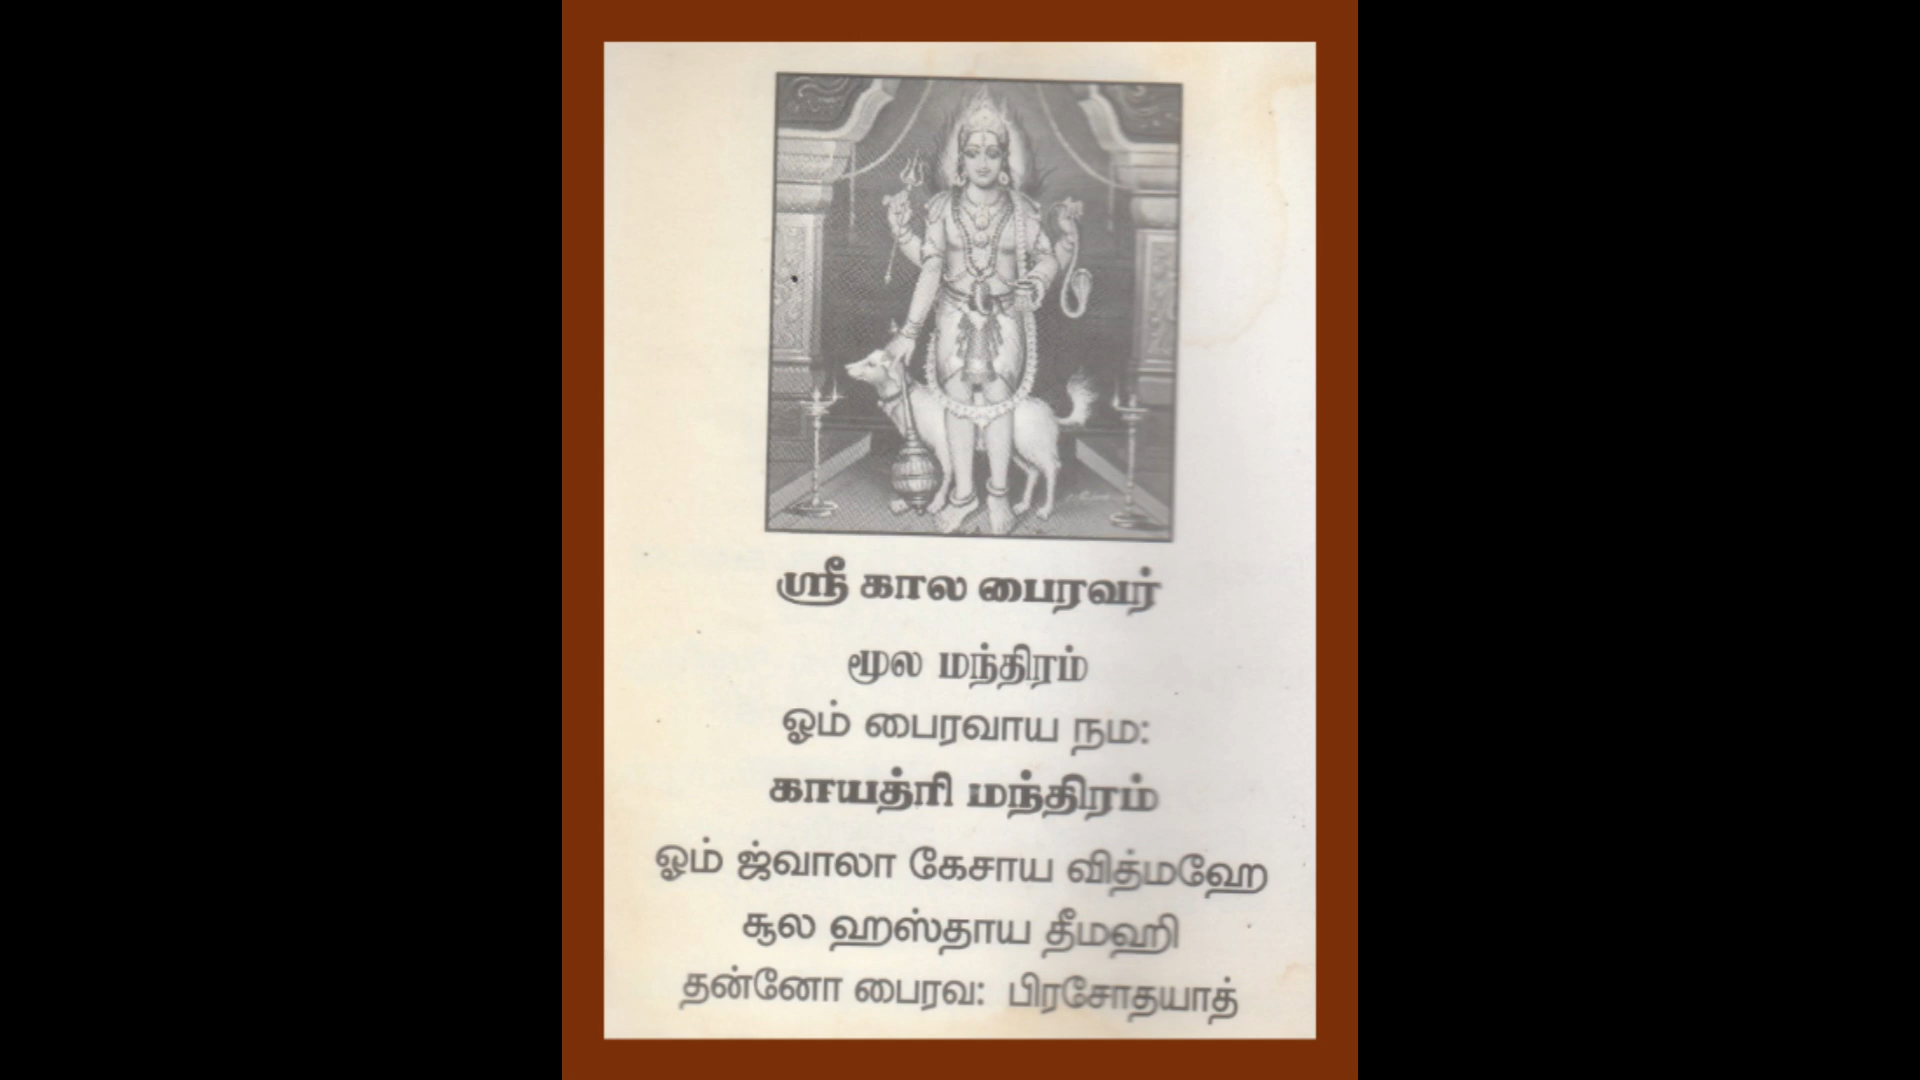 ஸ்ரீ கால பைரவர்
மூல மந்திரம்
ஓம் பைரவாய நம:
காயத்ரி மந்திரம்
ஓம் ஜ்வாலா கேசாய வித்மஹே
சூல ஹஸ்தாய தீமஹி
தன்னோ பைரவ: பிரசோதயாத்